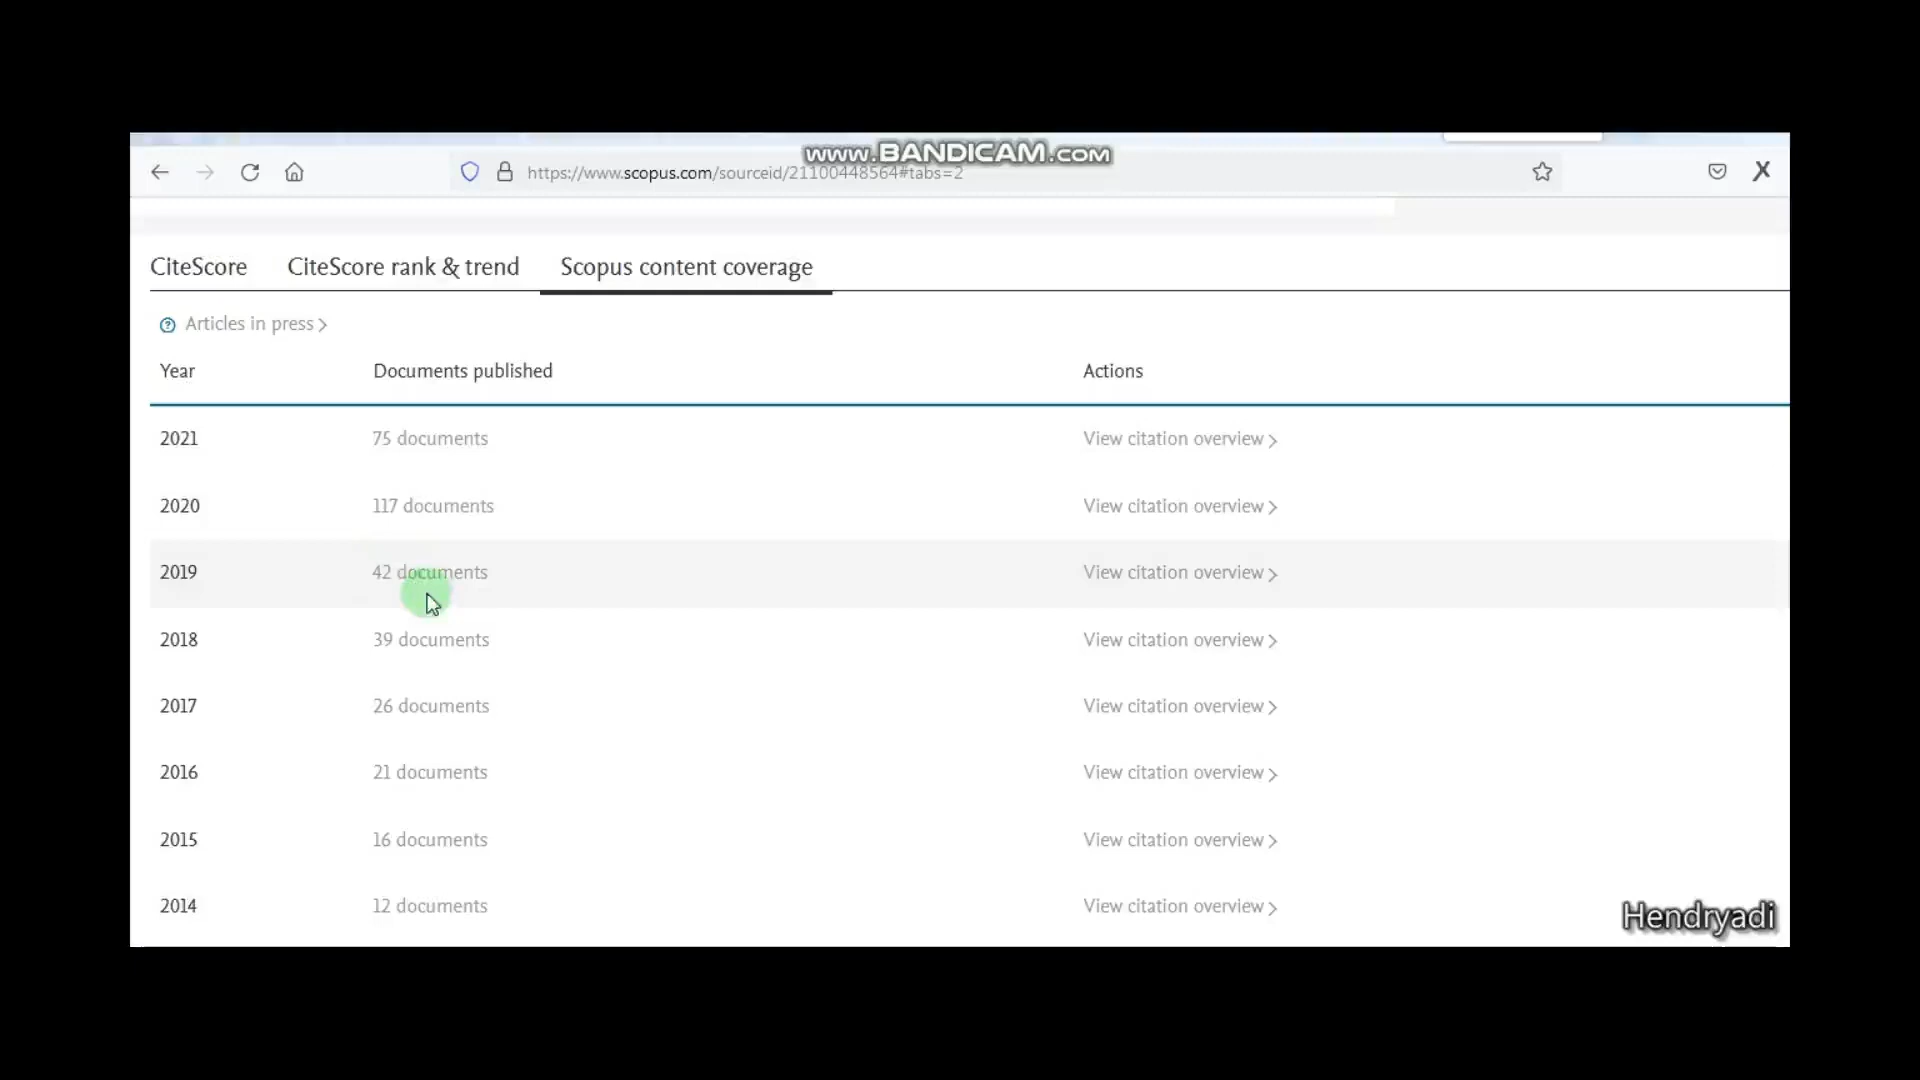 www.BANDICAM.com
https://www.scopus.com/sourceid/21100448564#tabs=2
CiteScore CiteScore rank & trend Scopus content coverage
Articles in press
Year Documents published Actions
2021 75 documents View citation overview
2020 117 documents View citation overview
2019 42 documents View citation overview
2018 39 documents View citation overview
2017 26 documents View citation overview
2016 21 documents View citation overview
2015 16 documents View citation overview
2014 12 documents View citation overview
Hendryadi